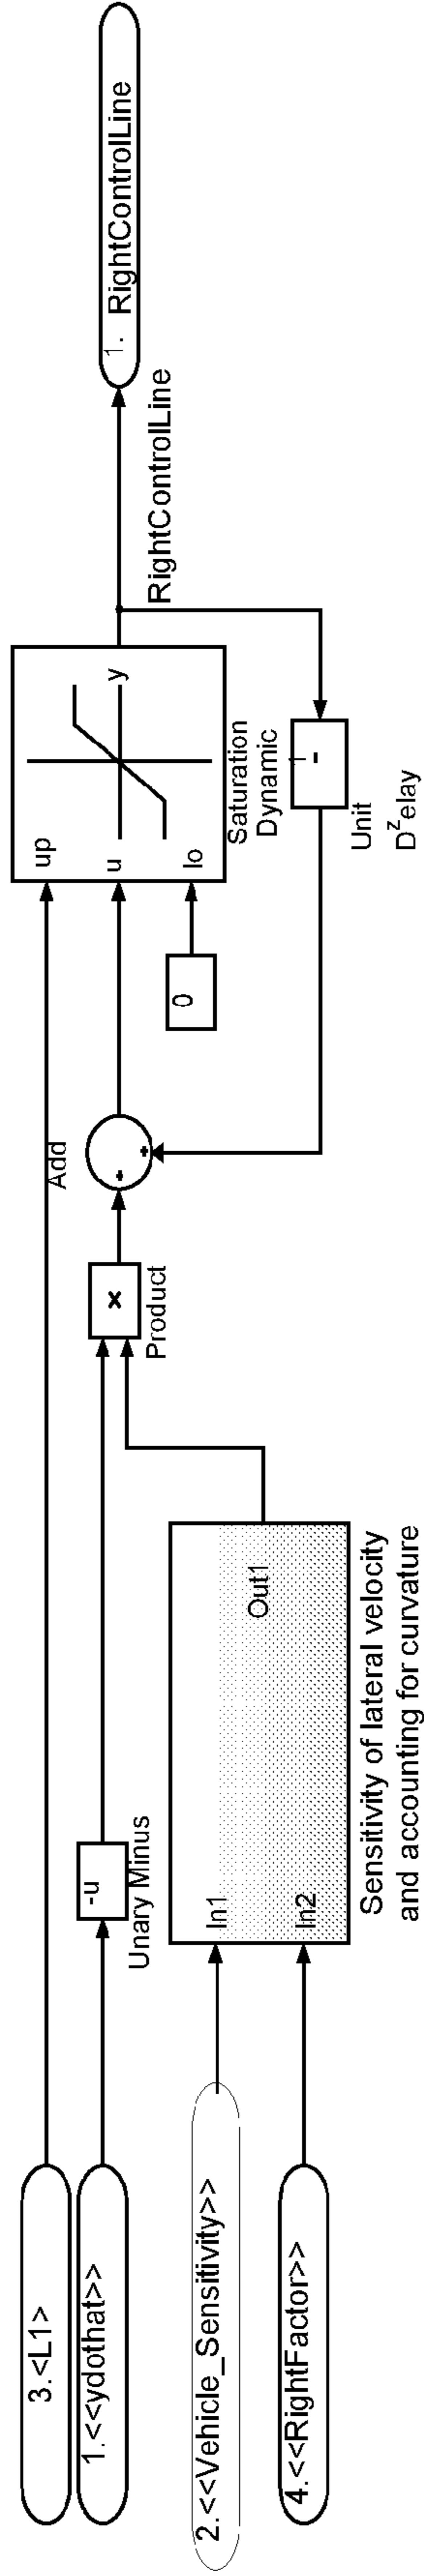 3.<L1>
1.<<ydothat>>
-u
Unary Minus
2.<<Vehicle_Sensitivity>>
4.<<RightFactor>>
In1
In2
Out1
Sensitivity of lateral velocity
and accounting for curvature
×
Product
Add
+
+
0
up
u
lo
y
Saturation
Dynamic
1
-
Unit
Dᶻelay
RightControlLine
1. RightControlLine